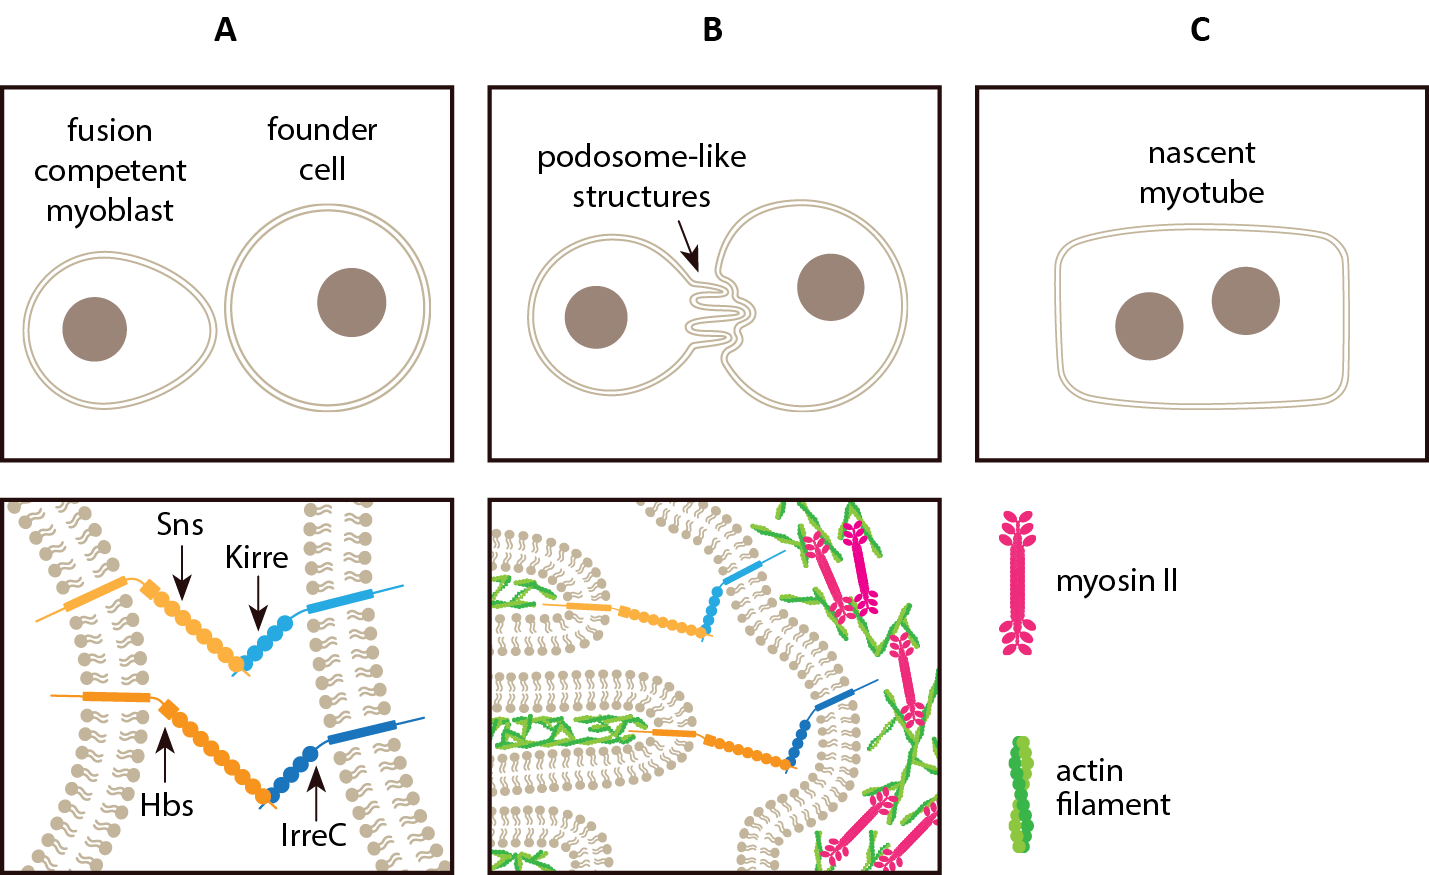 A
B
C
fusion
competent
myoblast
founder
cell
podosome-like
structures
nascent
myotube
Sns
Kirre
Hbs
IrreC
myosin II
actin
filament